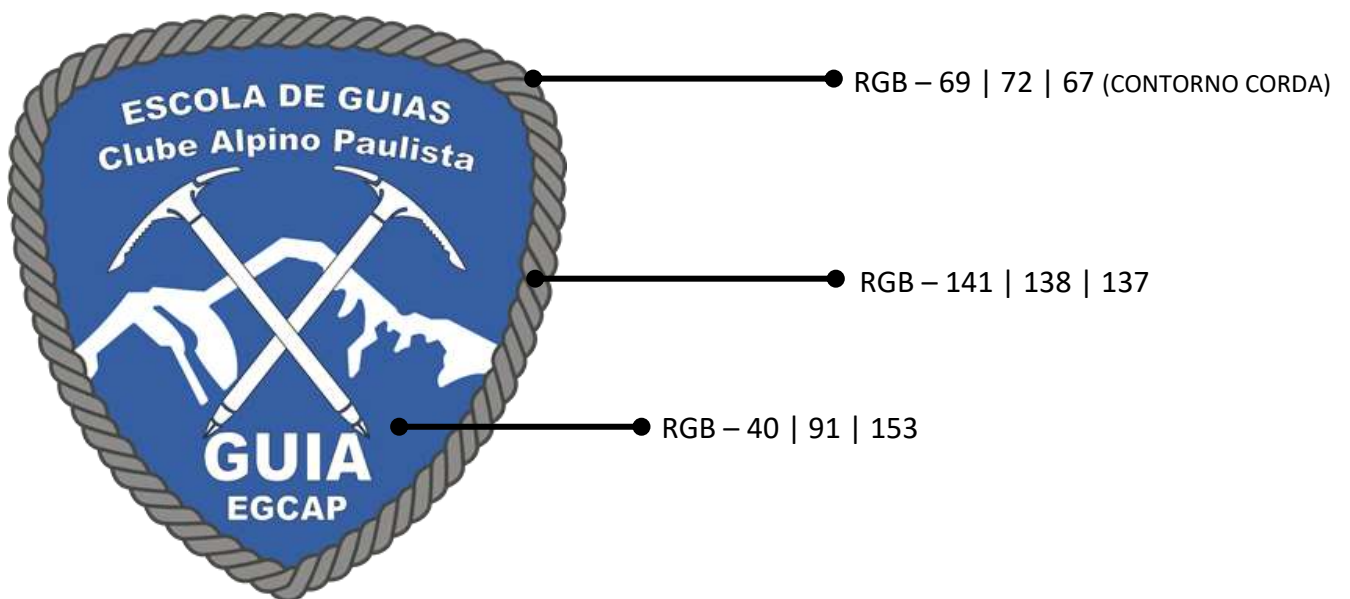 ESCOLA DE GUIAS
Clube Alpino Paulista
GUIA
EGCAP
RGB – 69 | 72 | 67 (CONTORNO CORDA)
RGB – 141 | 138 | 137
RGB – 40 | 91 | 153